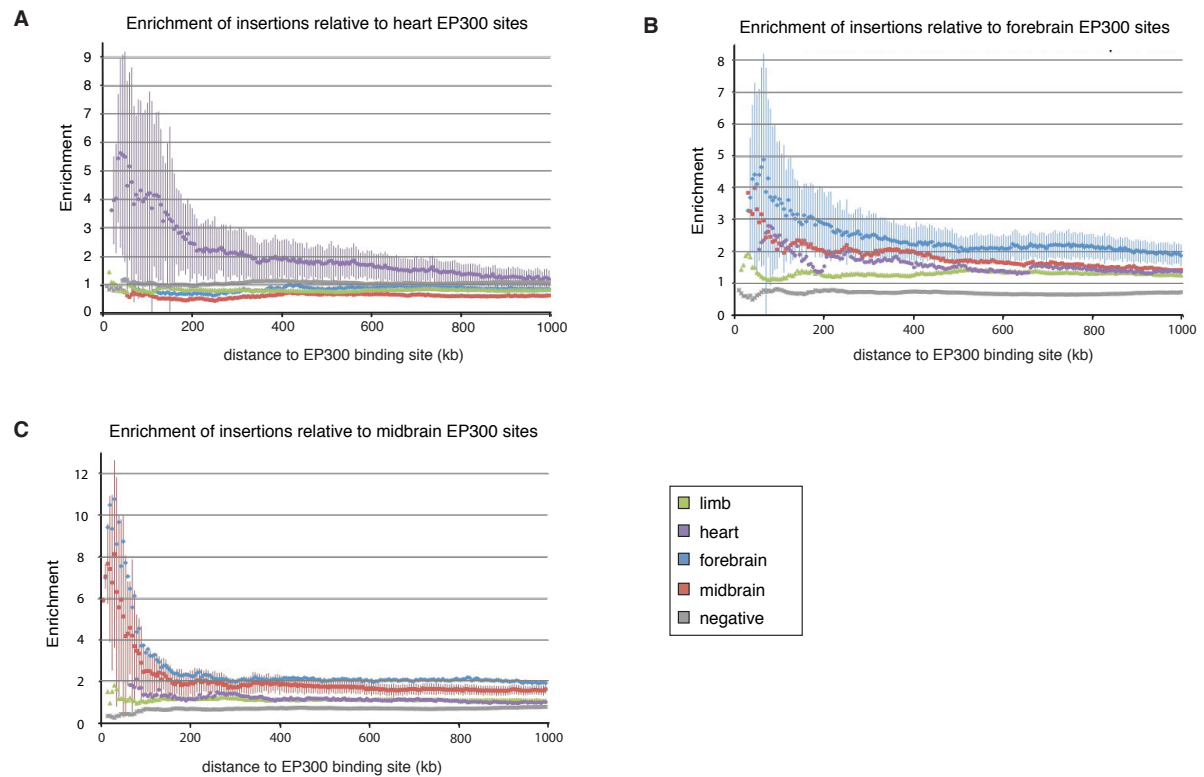 A
Enrichment of insertions relative to heart EP300 sites
9
8
7
6
5
4
3
2
1
0
Enrichment
0 200 400 600 800 1000
distance to EP300 binding site (kb)
B
Enrichment of insertions relative to forebrain EP300 sites
8
7
6
5
4
3
2
1
0
Enrichment
0 200 400 600 800 1000
distance to EP300 binding site (kb)
C
Enrichment of insertions relative to midbrain EP300 sites
12
10
8
6
4
2
0
Enrichment
0 200 400 600 800 1000
distance to EP300 binding site (kb)
limb
heart
forebrain
midbrain
negative